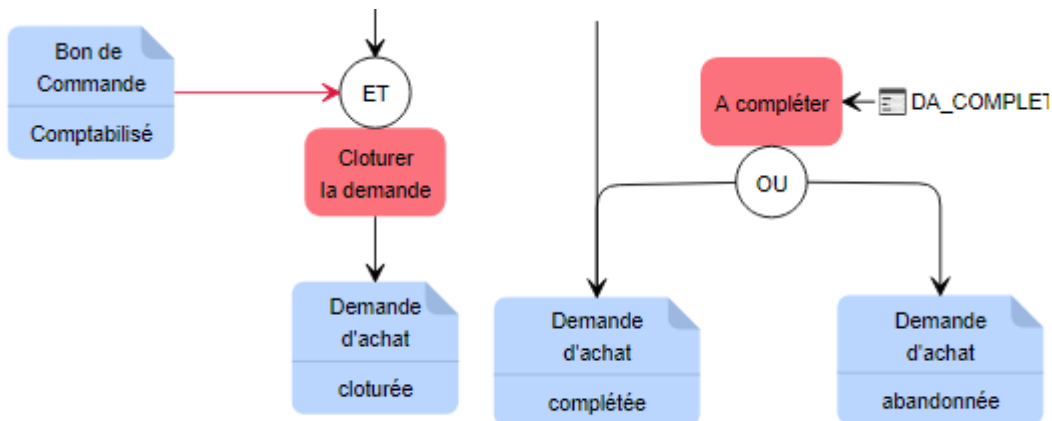 Bon de
Commande
Comptabilisé
ET
Cloturer
la demande
Demande
d'achat
cloturée
A compléter
DA_COMPLET
OU
Demande
d'achat
complétée
Demande
d'achat
abandonnée